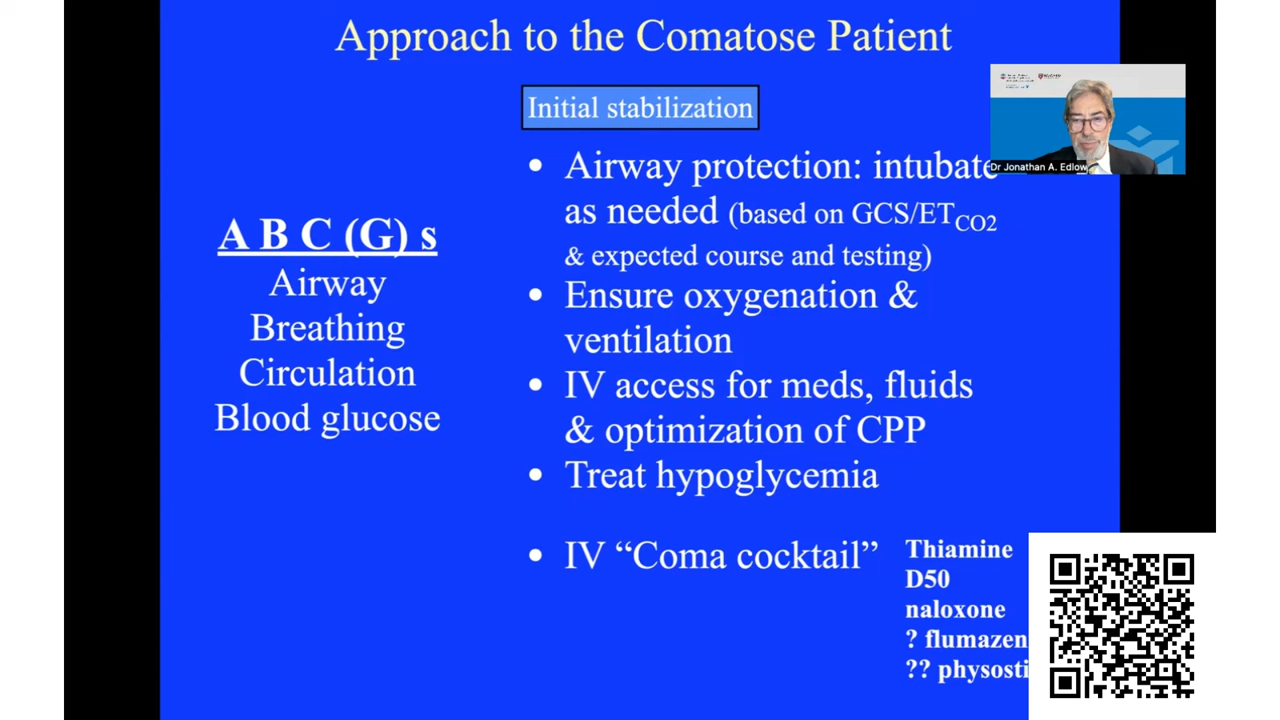 Approach to the Comatose Patient
Initial stabilization
A B C (G) s
Airway
Breathing
Circulation
Blood glucose
• Airway protection: intubate
as needed (based on GCS/ETCO2
& expected course and testing)
• Ensure oxygenation &
ventilation
• IV access for meds, fluids
& optimization of CPP
• Treat hypoglycemia
• IV “Coma cocktail”
Thiamine
D50
naloxone
? flumazen
?? physosti
Dr Jonathan A. Edlow